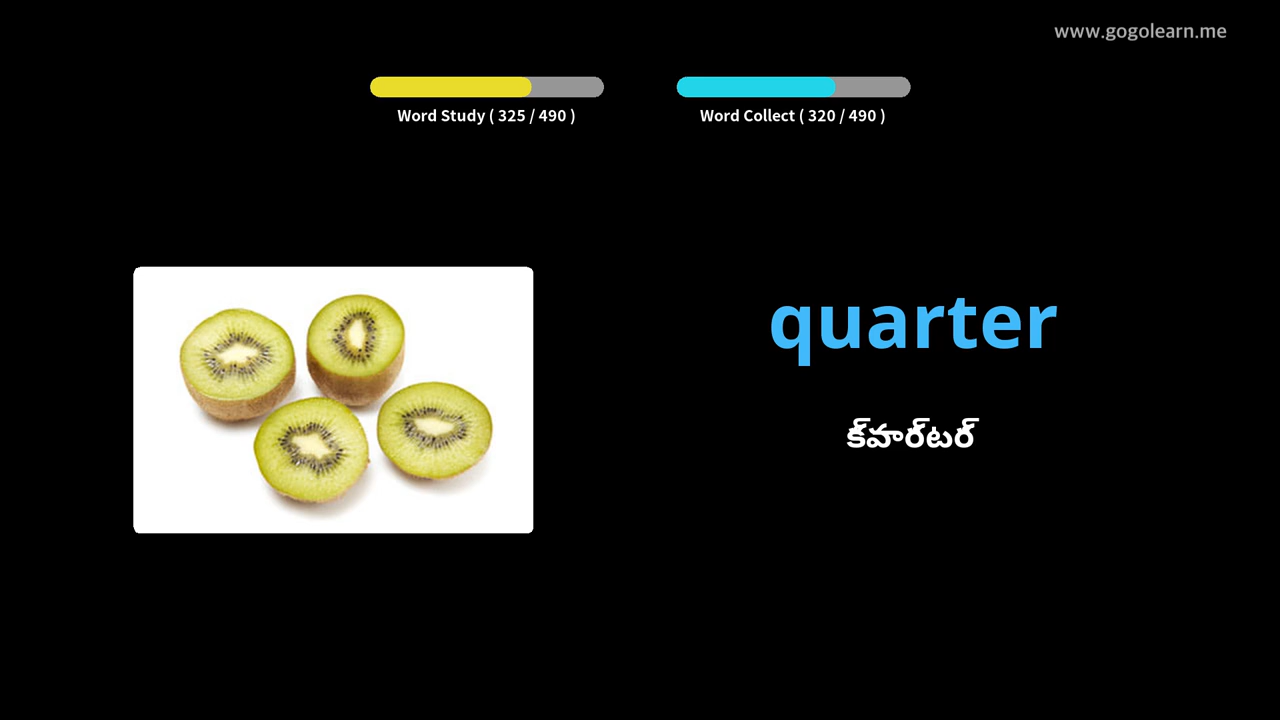 www.gogolearn.me
Word Study ( 325 / 490 )
Word Collect ( 320 / 490 )
quarter
క్‌వార్‌టర్